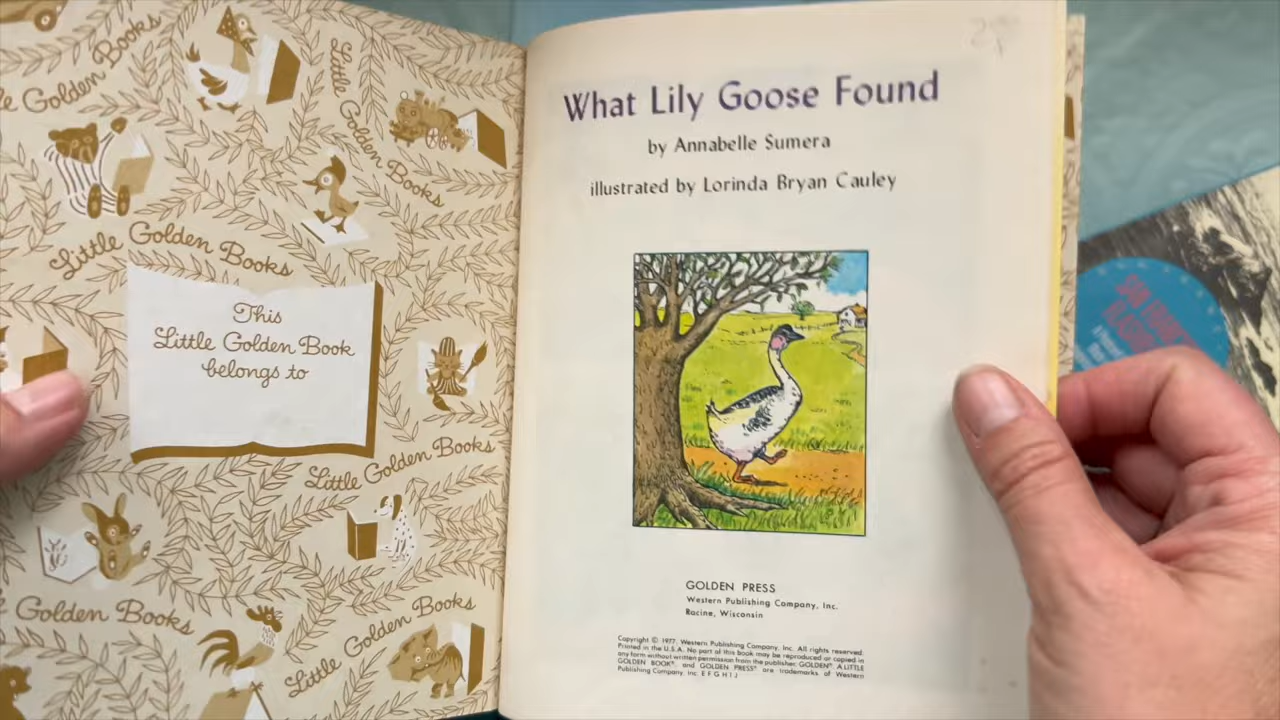 Little Golden Books
Little Golden Books
Little Golden Books
This
Little Golden Book
belongs to
Little Golden Books
Golden Books
Little Golden Books
25¢
What Lily Goose Found
by Annabelle Sumera
illustrated by Lorinda Bryan Cauley
GOLDEN PRESS
Western Publishing Company, Inc.
Racine, Wisconsin
Copyright © 1977, Western Publishing Company, Inc. All rights reserved.
Printed in the U.S.A. No part of this book may be reproduced or copied in
any form without written permission from the publisher. GOLDEN®, A LITTLE
GOLDEN BOOK®, and GOLDEN PRESS® are trademarks of Western
Publishing Company, Inc. E F G H I J